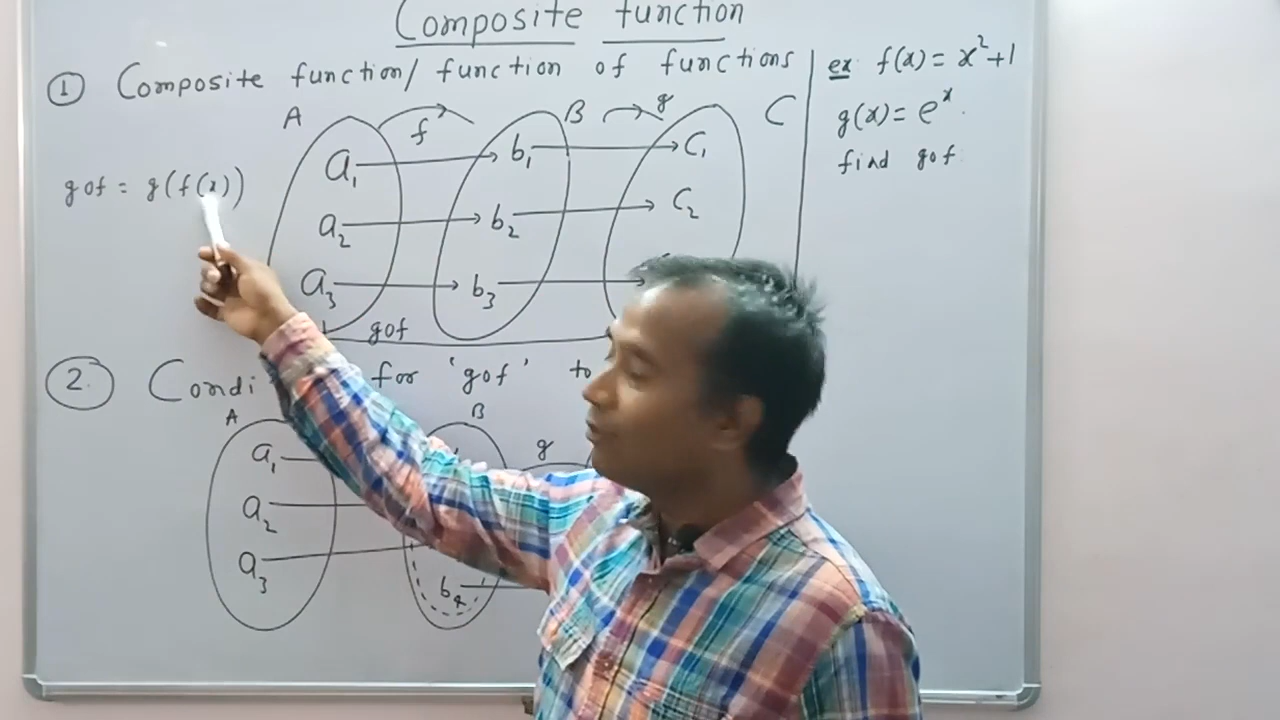 Composite function
① Composite function/ function of functions
A f B g C
a₁ b₁ c₁
gof = g(f(x))
a₂ b₂ c₂
a₃ b₃
gof
② Condi for 'gof' to
A B
a₁ g
a₂
a₃
b₄
ex f(x) = x²+1
g(x) = eˣ.
find gof